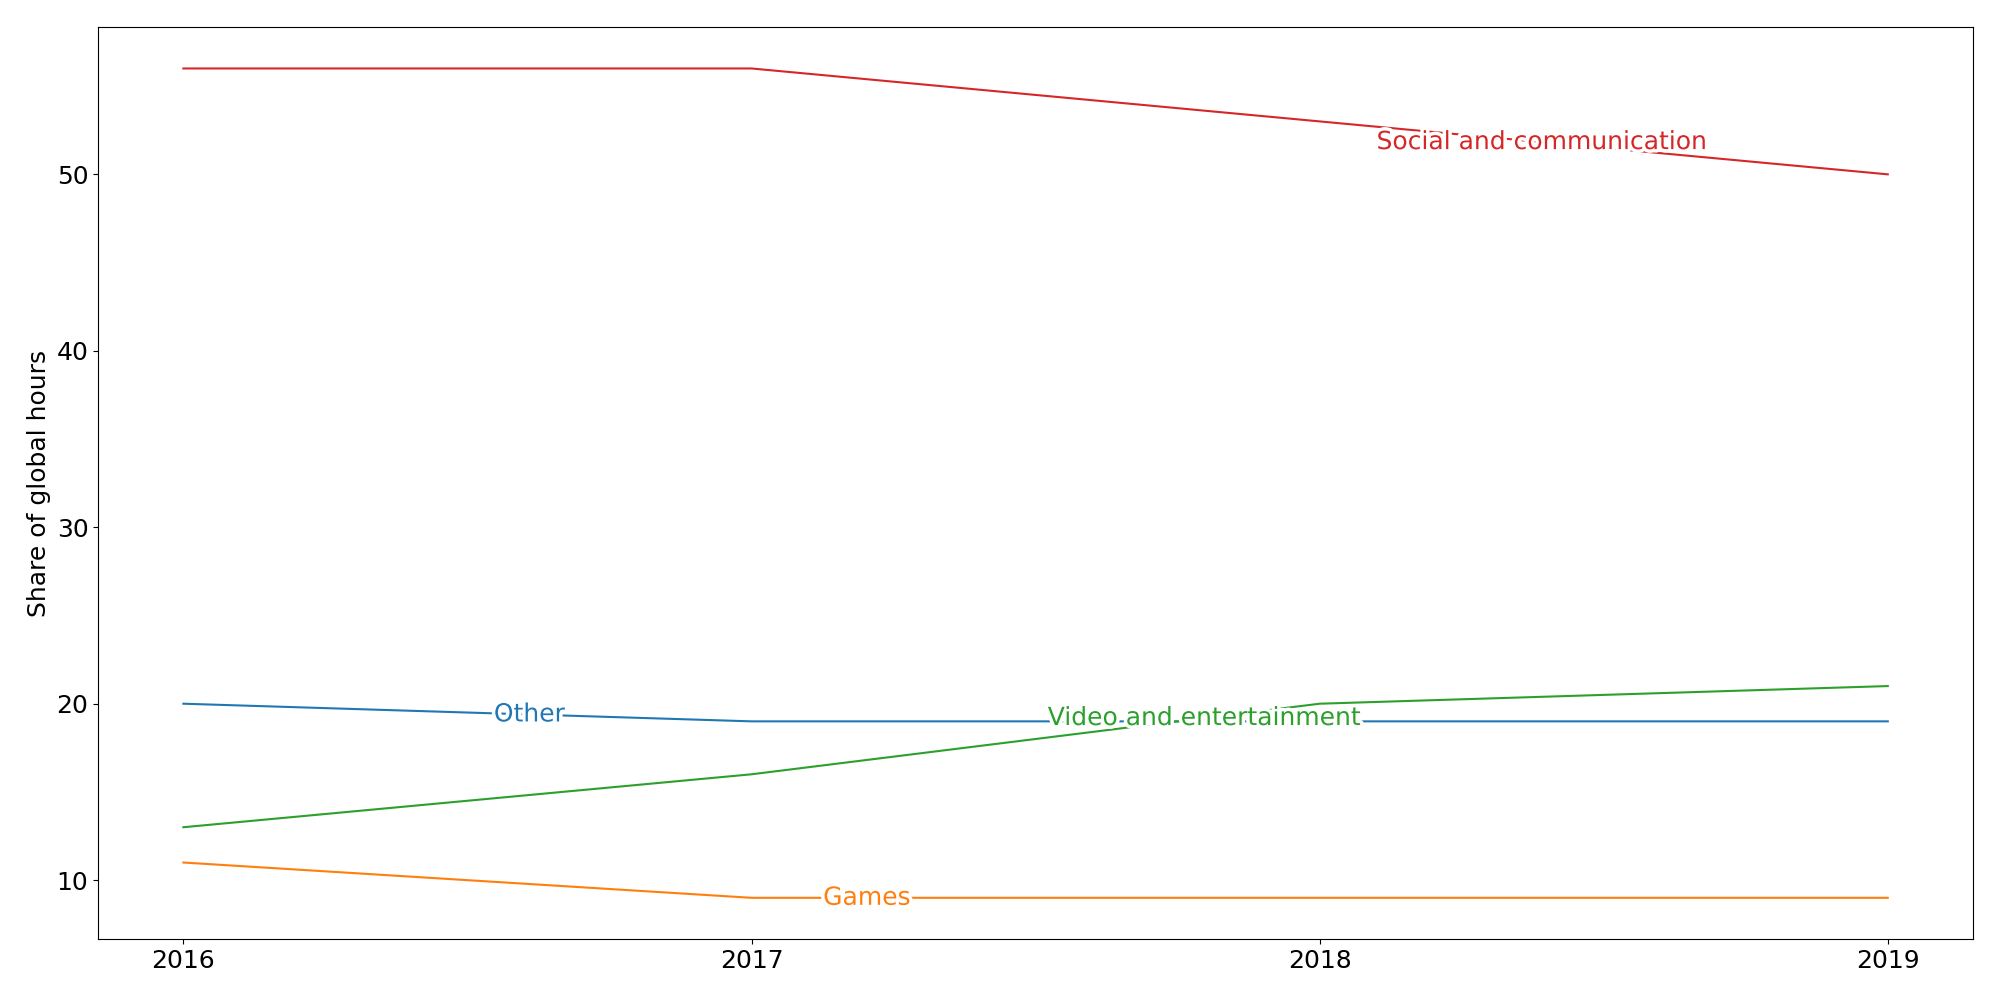 Share of global hours
50
40
30
20
10
Social and communication
Other
Video and entertainment
Games
2016
2017
2018
2019